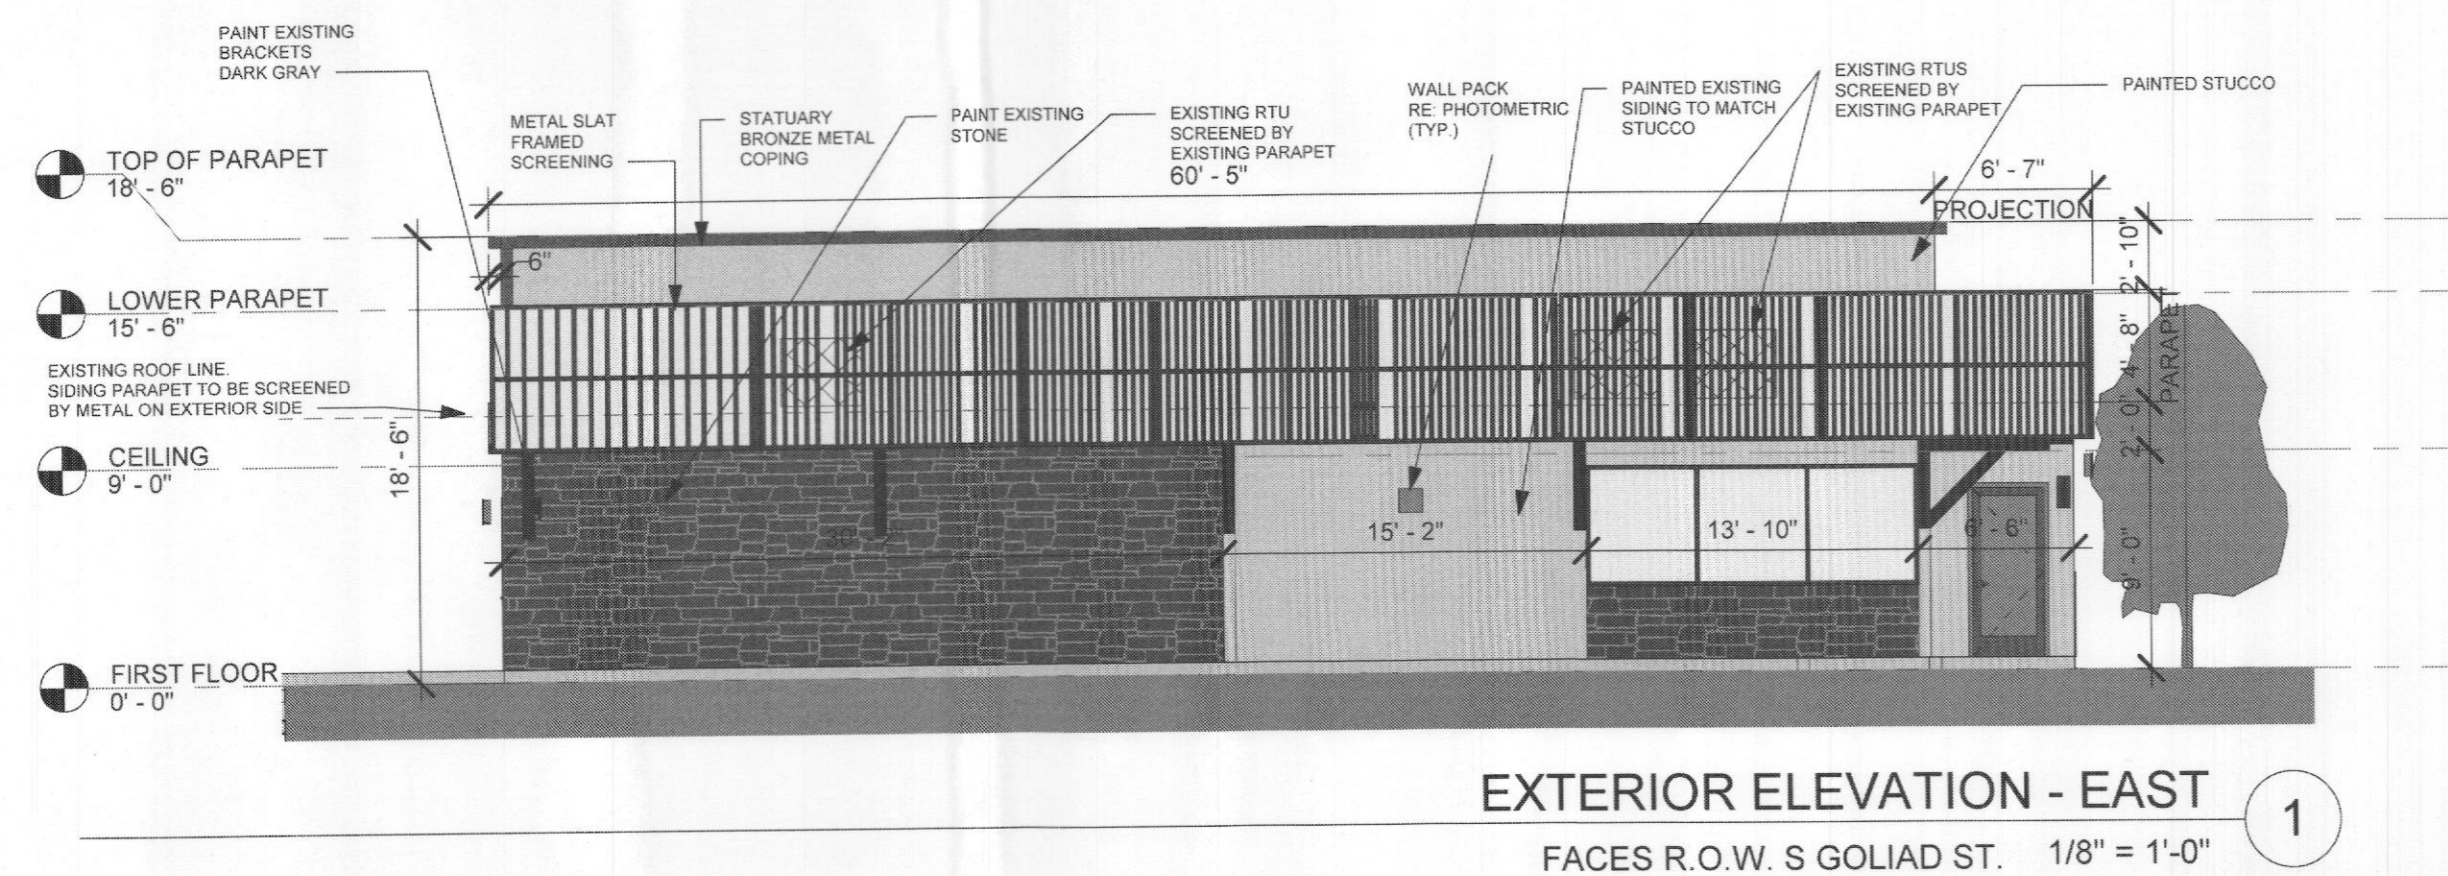 PAINT EXISTING
BRACKETS
DARK GRAY
METAL SLAT
FRAMED
SCREENING
STATUARY
BRONZE METAL
COPING
PAINT EXISTING
STONE
EXISTING RTU
SCREENED BY
EXISTING PARAPET
60' - 5"
WALL PACK
RE: PHOTOMETRIC
(TYP.)
PAINTED EXISTING
SIDING TO MATCH
STUCCO
EXISTING RTUS
SCREENED BY
EXISTING PARAPET
PAINTED STUCCO
6' - 7"
PROJECTION
TOP OF PARAPET
18' - 6"
LOWER PARAPET
15' - 6"
EXISTING ROOF LINE.
SIDING PARAPET TO BE SCREENED
BY METAL ON EXTERIOR SIDE
CEILING
9' - 0"
FIRST FLOOR
0' - 0"
18' - 6"
6"
15' - 2"
13' - 10"
6' - 6"
2' - 10"
4' - 8"
PARAPET
2' - 0"
9' - 0"
EXTERIOR ELEVATION - EAST
1
FACES R.O.W. S GOLIAD ST.
1/8" = 1'-0"